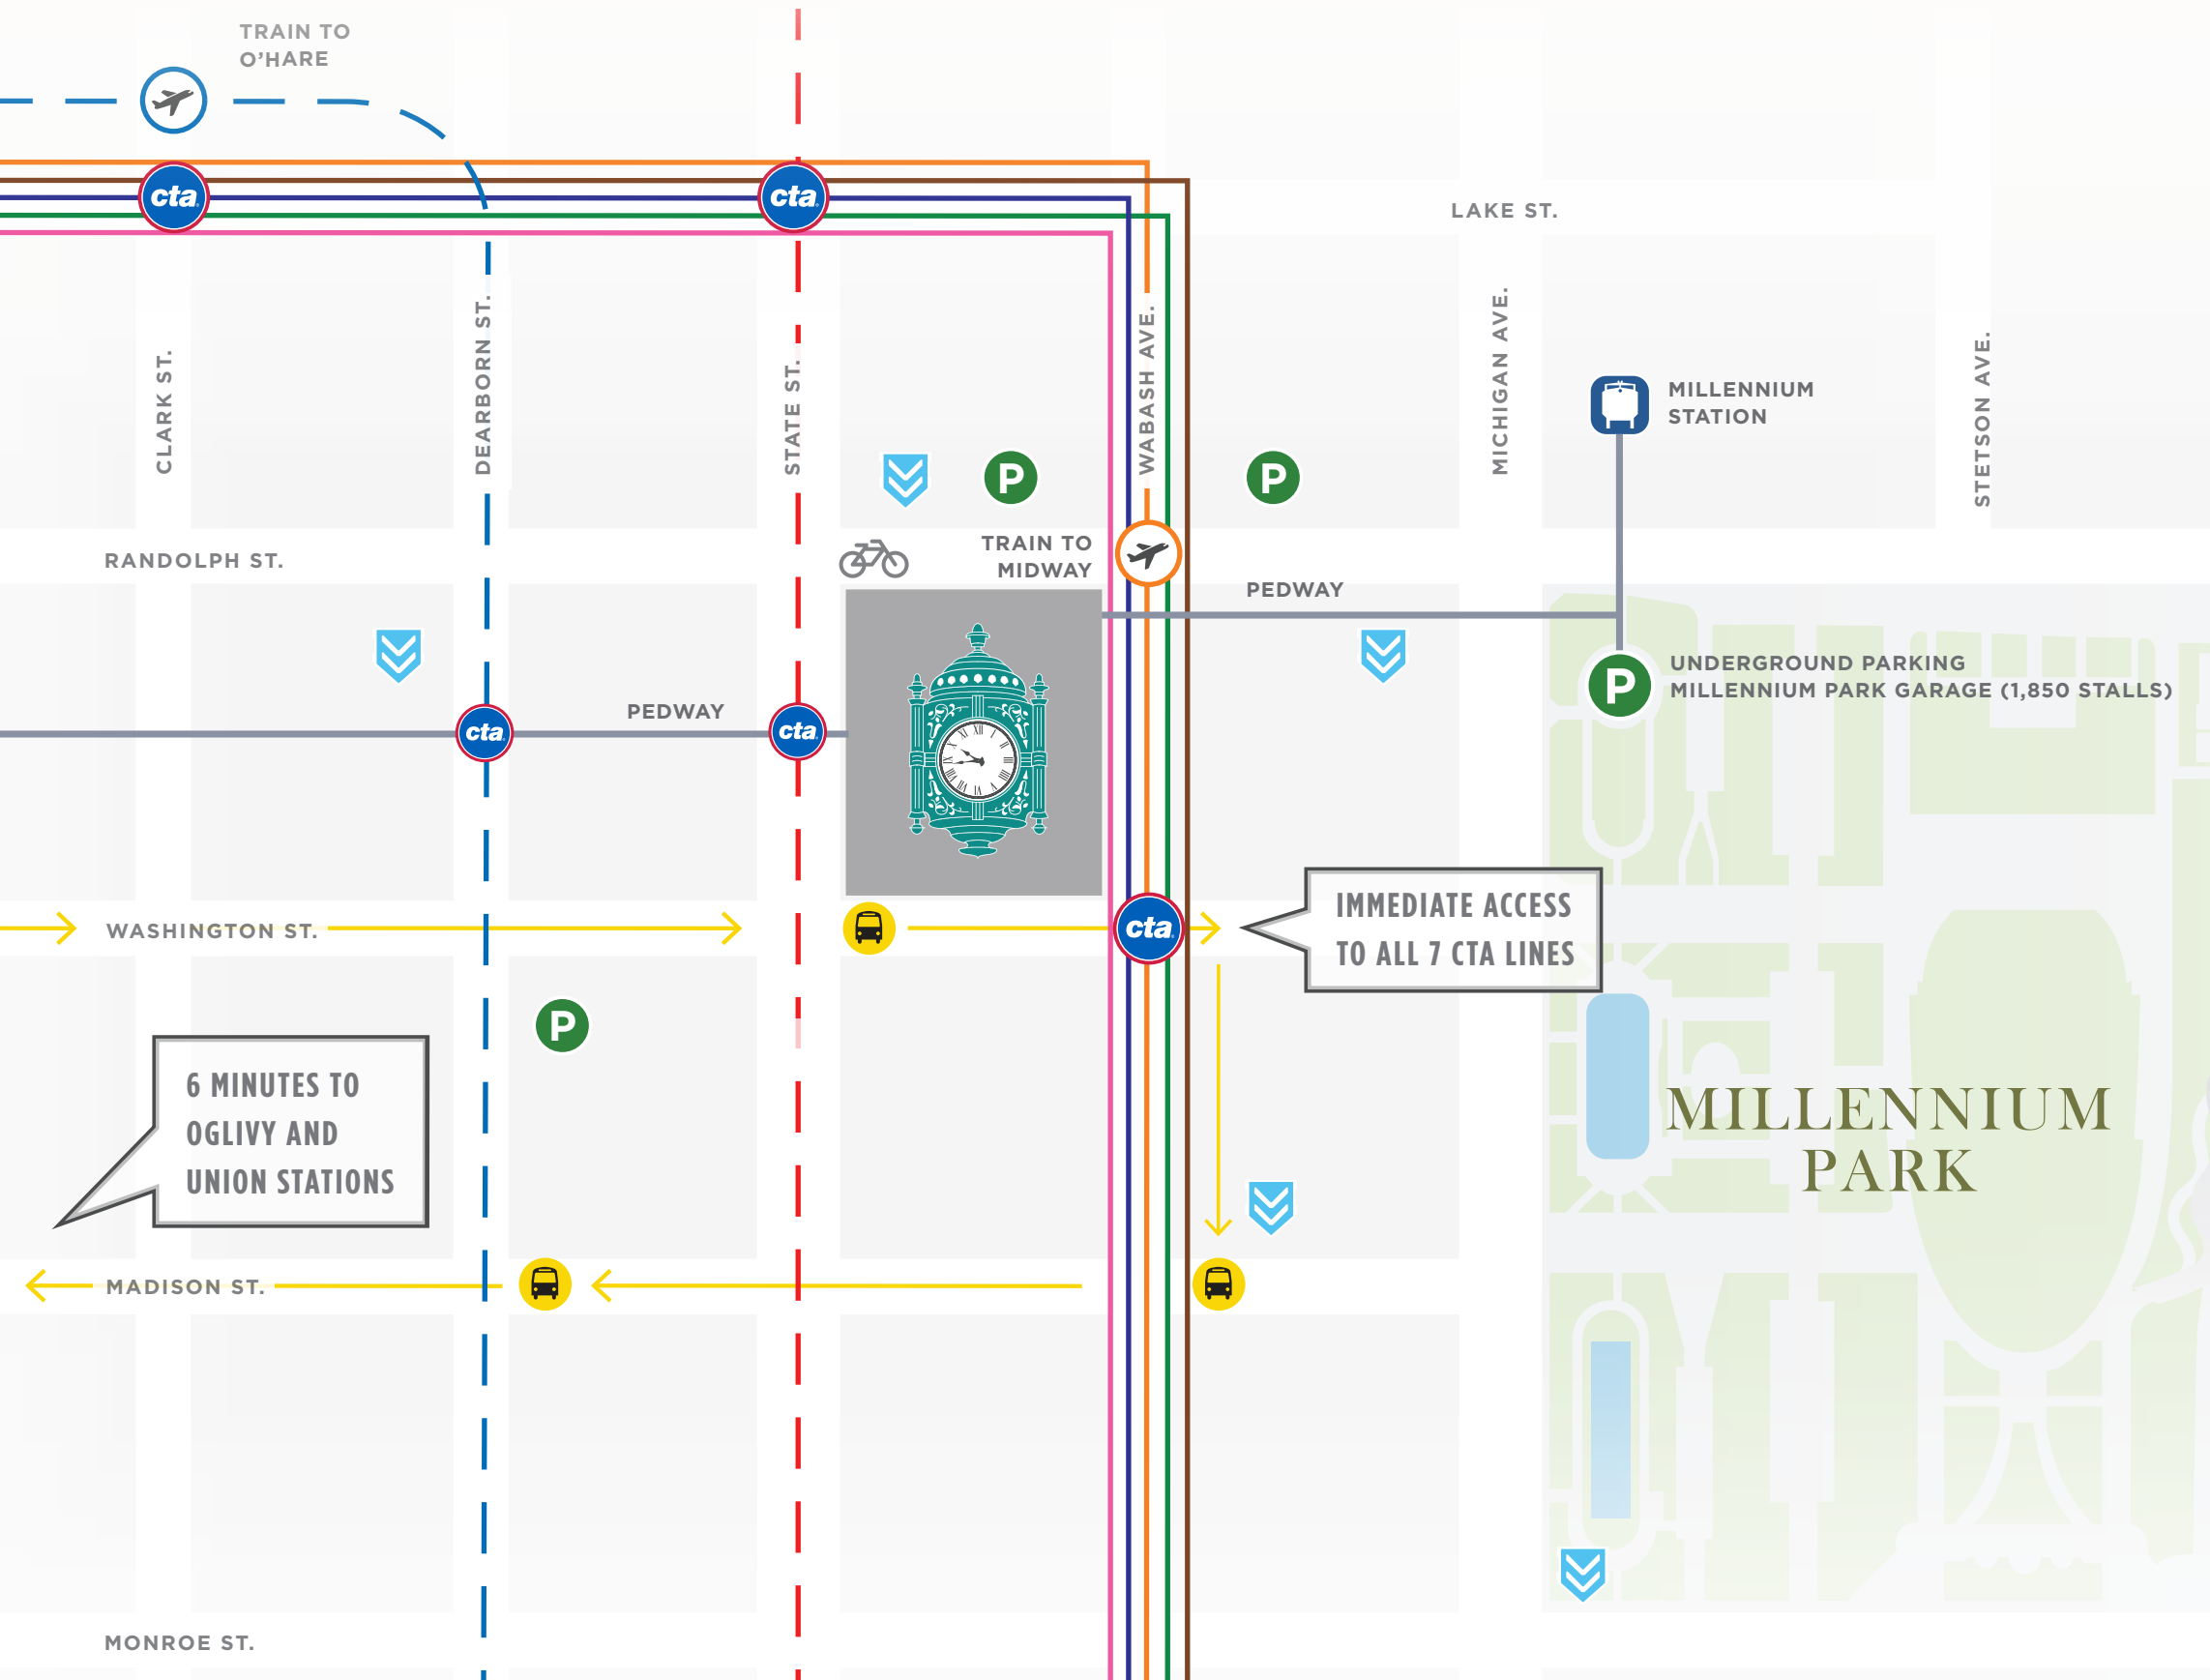 TRAIN TO
O'HARE
cta
cta
LAKE ST.
CLARK ST.
DEARBORN ST.
STATE ST.
WABASH AVE.
MICHIGAN AVE.
STETSON AVE.
MILLENNIUM
STATION
P
P
RANDOLPH ST.
TRAIN TO
MIDWAY
PEDWAY
P
UNDERGROUND PARKING
MILLENNIUM PARK GARAGE (1,850 STALLS)
PEDWAY
cta
cta
WASHINGTON ST.
cta
IMMEDIATE ACCESS
TO ALL 7 CTA LINES
P
6 MINUTES TO
OGLIVY AND
UNION STATIONS
MILLENNIUM
PARK
MADISON ST.
MONROE ST.